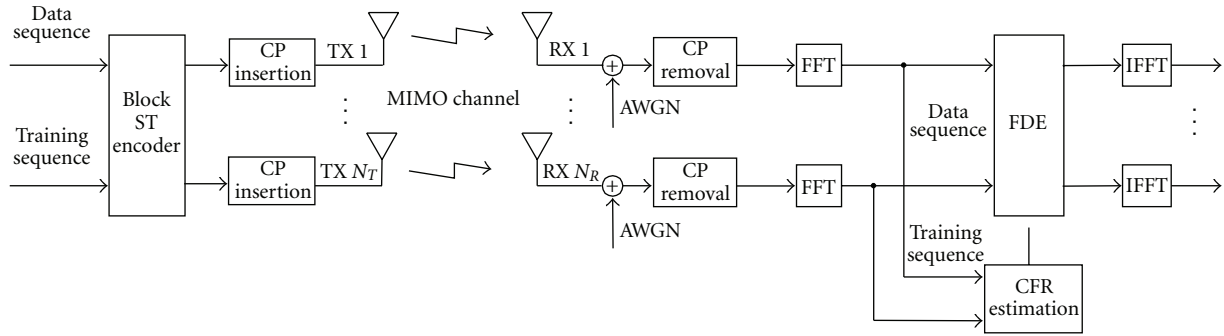 Data
sequence
Training
sequence
Block
ST
encoder
CP
insertion
TX 1
CP
insertion
TX N_T
MIMO channel
RX 1
AWGN
CP
removal
FFT
RX N_R
AWGN
CP
removal
FFT
Data
sequence
Training
sequence
FDE
CFR
estimation
IFFT
IFFT